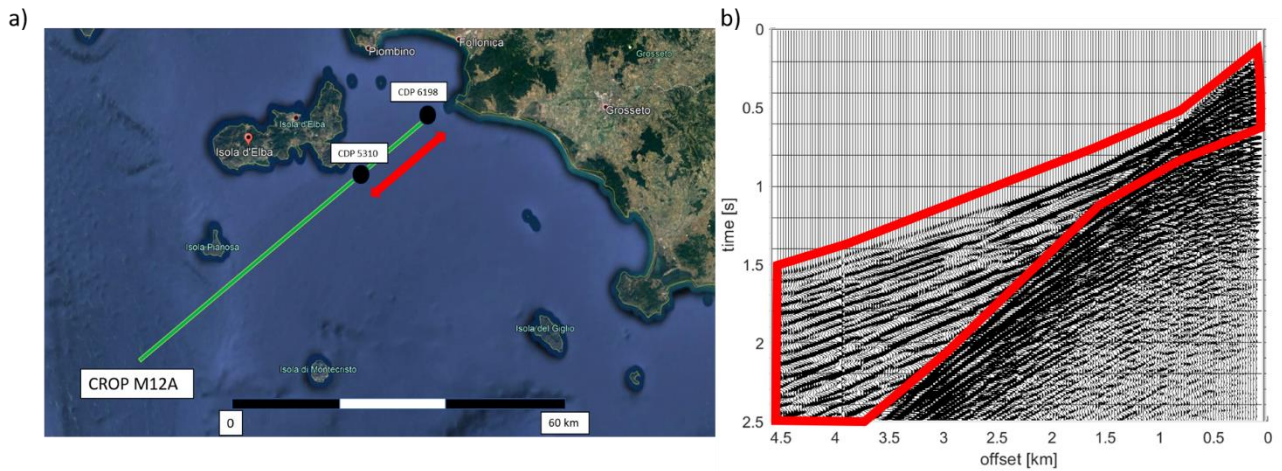 a)
Piombino
Follonica
Grosseto
CDP 6198
Grosseto
Isola d'Elba
Isola d'Elba
CDP 5310
Isola Pianosa
Isola del Giglio
CROP M12A
Isola di Montecristo
0
60 km
b)
0
0.5
1
1.5
2
2.5
time [s]
4.5 4 3.5 3 2.5 2 1.5 1 0.5 0
offset [km]